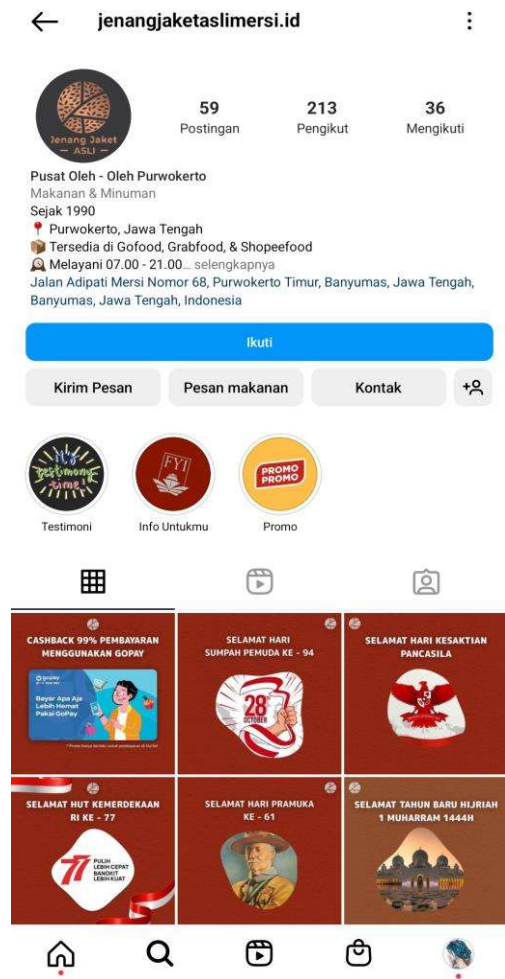 jenangjaketaslimersi.id
Jenang Jaket
ASLI
59
Postingan
213
Pengikut
36
Mengikuti
Pusat Oleh - Oleh Purwokerto
Makanan & Minuman
Sejak 1990
Purwokerto, Jawa Tengah
Tersedia di Gofood, Grabfood, & Shopeefood
Melayani 07.00 - 21.00... selengkapnya
Jalan Adipati Mersi Nomor 68, Purwokerto Timur, Banyumas, Jawa Tengah,
Banyumas, Jawa Tengah, Indonesia
Ikuti
Kirim Pesan
Pesan makanan
Kontak
It's
testimony
time!
FYI
PROMO
PROMO
Testimoni
Info Untukmu
Promo
CASHBACK 99% PEMBAYARAN
MENGGUNAKAN GOPAY
gopay
Bayar Apa Aja
Lebih Hemat
Pakai GoPay
SELAMAT HARI
SUMPAH PEMUDA KE - 94
28
OCTOBER
SELAMAT HARI KESAKTIAN
PANCASILA
SELAMAT HUT KEMERDEKAAN
RI KE - 77
77
PULIH
LEBIH CEPAT
BANGKIT
LEBIH KUAT
SELAMAT HARI PRAMUKA
KE - 61
SELAMAT TAHUN BARU HIJRIAH
1 MUHARRAM 1444H